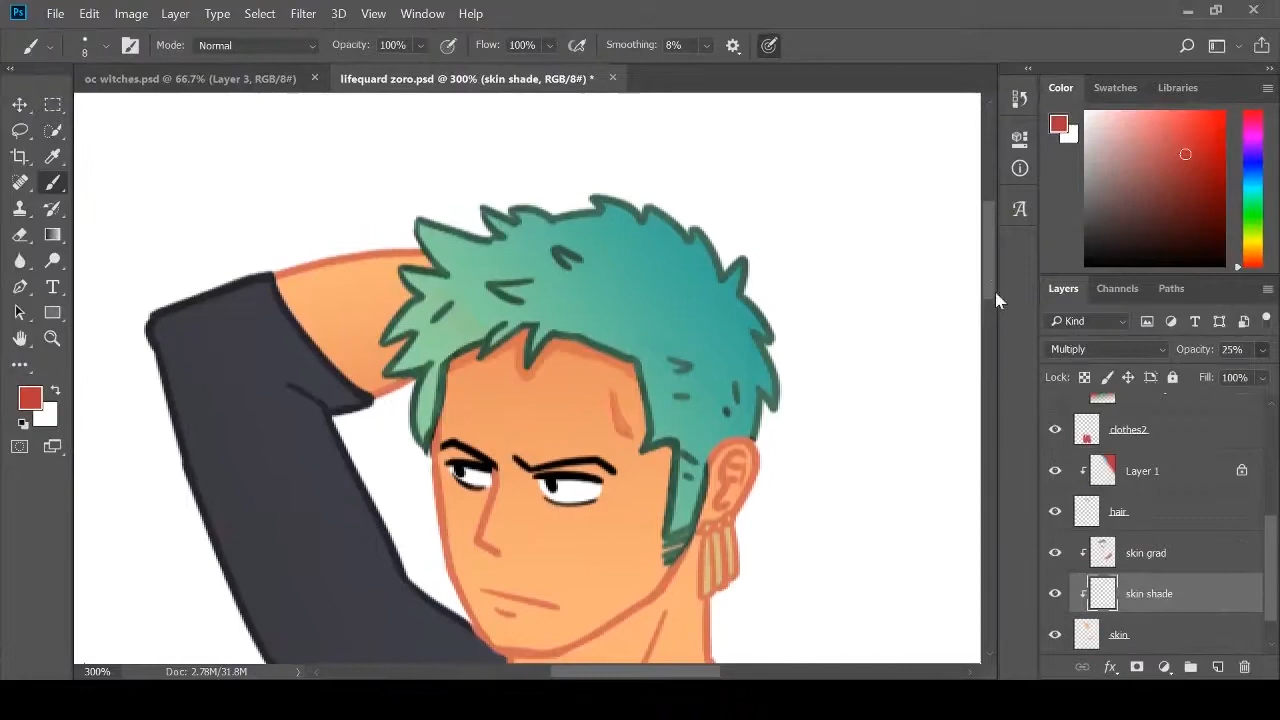 Ps File Edit Image Layer Type Select Filter 3D View Window Help
8 Mode: Normal Opacity: 100% Flow: 100% Smoothing: 8%
oc witches.psd @ 66.7% (Layer 3, RGB/8#) × lifequard zoro.psd @ 300% (skin shade, RGB/8#) * ×
Color Swatches Libraries
Layers Channels Paths
Kind
Multiply Opacity: 25%
Lock: Fill: 100%
clothes2
Layer 1
hair
skin grad
skin shade
skin
300% Doc: 2.78M/31.8M